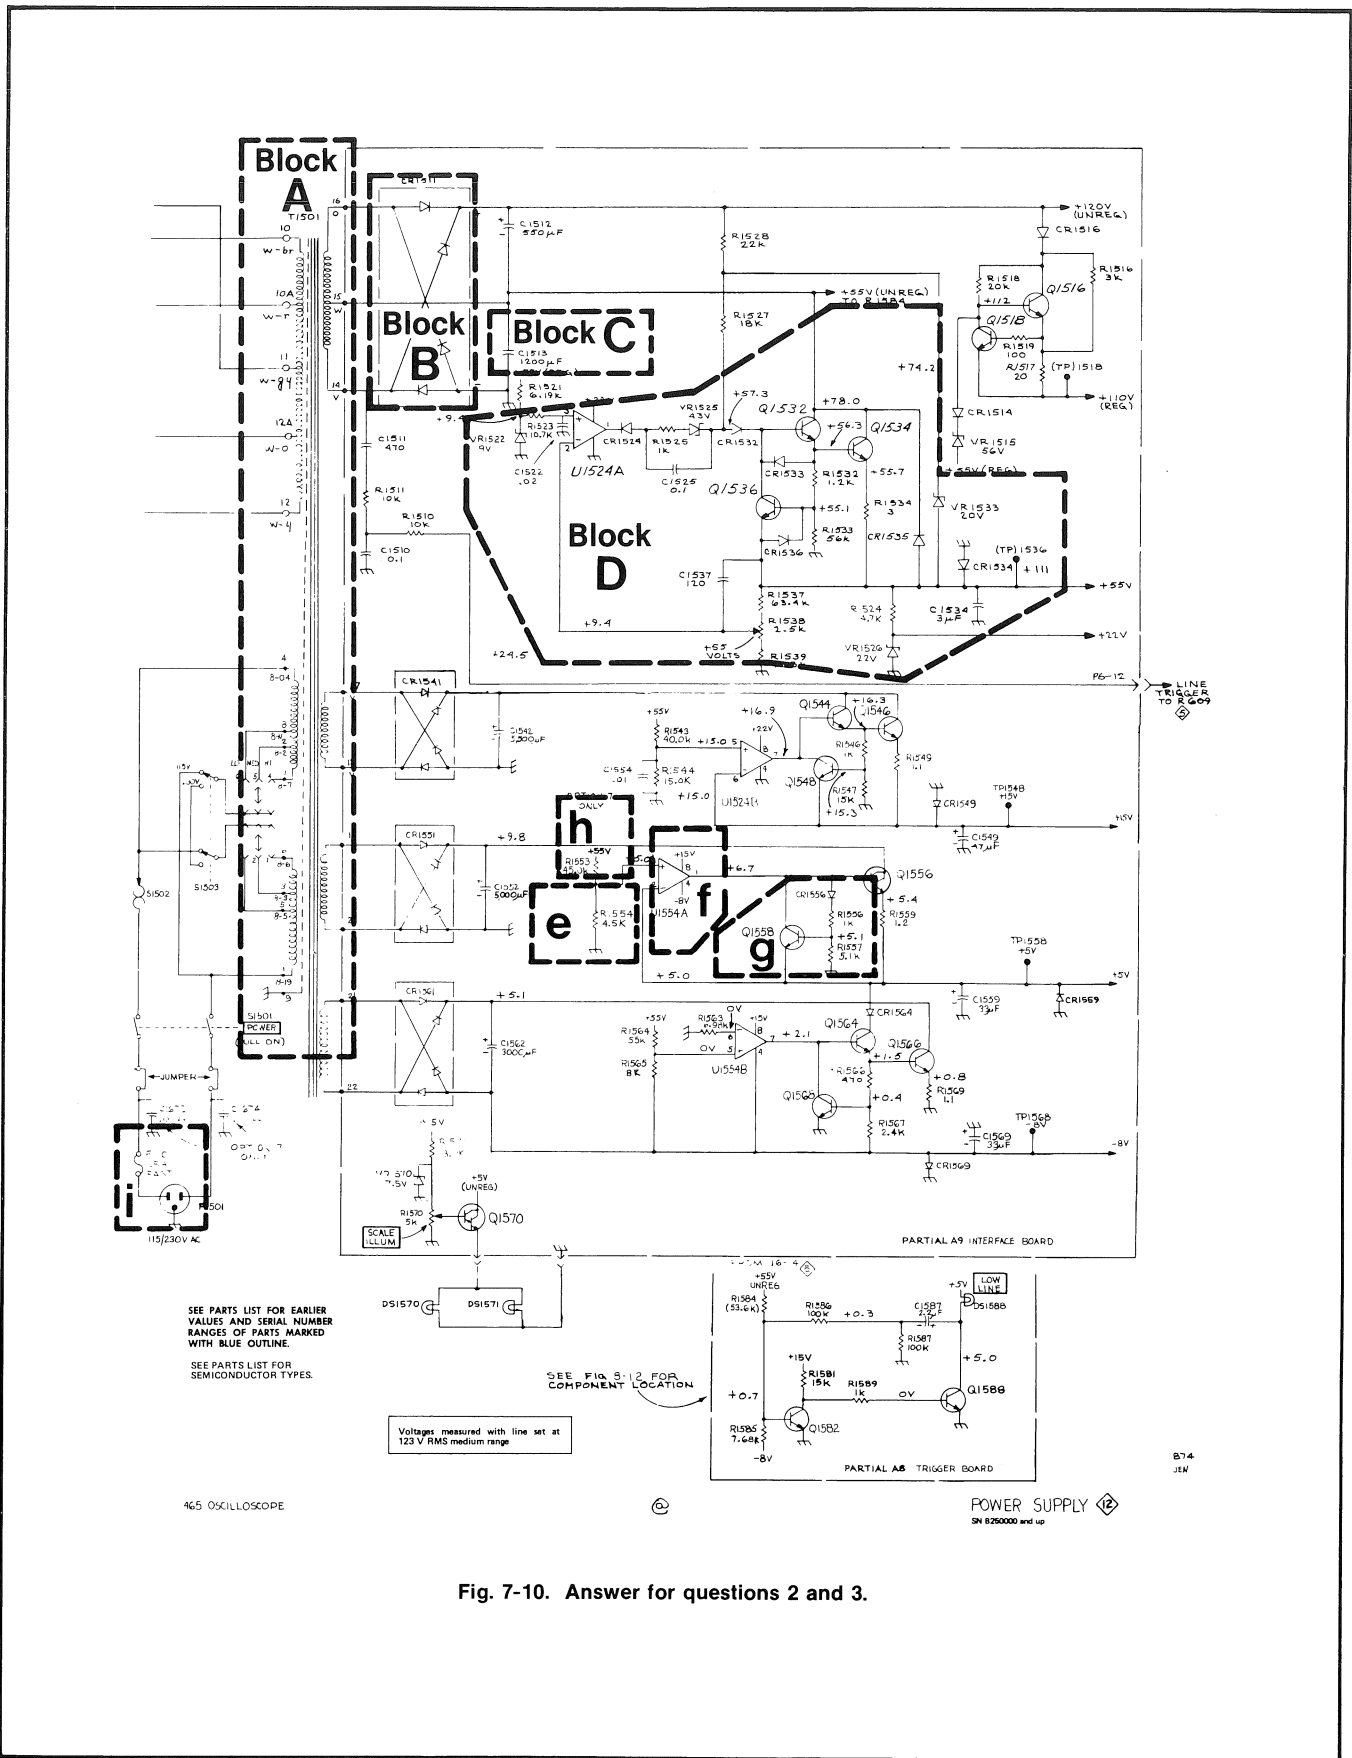 Block
A
T1501
10
w-br
10A
w-r
11
w-gy
12A
w-o
12
w-y
16
15
14
Block
B
C1512
550µF
Block C
C1513
1200µF
R1528
22K
+120V
(UNREG)
CR1516
R1518
20K
+112
Q1516
R1516
3K
Q1518
R1519
100
R1517
20
(TP)1518
+110V
(REG)
+55V (UNREG)
TO R1584
R1527
18K
+74.2
CR1514
VR1515
56V
+55V (REG)
R1521
6.19K
VR1522
9V
R1523
10.7K
C1522
.02
U1524A
CR1524
R1525
1K
C1525
0.1
VR1525
43V
+57.3
CR1532
Q1532
+78.0
+56.3
Q1534
+55.7
CR1533
R1532
1.2K
Q1536
+55.1
R1533
56K
CR1536
R1534
3
CR1535
VR1533
20V
(TP)1536
CR1534
+111
C1511
470
R1511
10K
R1510
10K
C1510
0.1
Block
D
C1537
120
R1537
63.4K
R1538
2.5K
+55
VOLTS
R1539
+9.4
+24.5
C1534
3µF
VR1526
22V
+55V
+22V
P6-12
LINE
TRIGGER
TO R609
5
CR1541
+55V
R1543
40.0K
+15.0
R1544
15.0K
C1554
.01
+15.0
+16.9
+22V
U1524B
Q1544
+16.3
Q1546
R1546
1K
Q1548
R1547
15K
+15.3
R1549
1.1
CR1549
TP1548
+15V
C1549
47µF
+15V
115V
S1502
S1503
CR1551
+9.8
C1552
5000µF
h
ONLY
+55V
R1553
e
4.5K
f
+15V
-8V
U1554A
+6.7
g
CR1556
R1556
1K
+5.1
R1557
5.1K
Q1558
Q1556
+5.4
R1559
1.2
+5.0
TP1558
+5V
C1559
33µF
CR1559
+5V
S1501
POWER
JUMPER
CR1561
+5.1
C1562
+55V
R1564
55K
R1565
8K
R1563
0V
0V
+15V
U1554B
+2.1
Q1564
CR1564
+1.5
Q1566
R1566
470
+0.8
R1569
1.1
Q1568
+0.4
R1567
2.4K
C1569
33µF
TP1568
-8V
CR1569
-8V
22
i
115/230V AC
R1570
5K
SCALE
ILLUM
+5V
(UNREG)
Q1570
PARTIAL A9 INTERFACE BOARD
DS1570
DS1571
SEE PARTS LIST FOR EARLIER
VALUES AND SERIAL NUMBER
RANGES OF PARTS MARKED
WITH BLUE OUTLINE.
SEE PARTS LIST FOR
SEMICONDUCTOR TYPES.
+55V
UNREG
R1584
(53.6K)
R1586
100K
+0.3
C1587
2.2µF
+5V
LOW
LINE
DS1588
R1587
100K
+5.0
+15V
R1581
15K
R1589
1K
0V
Q1588
+0.7
R1585
7.68K
-8V
Q1582
SEE FIG 5-12 FOR
COMPONENT LOCATION
PARTIAL A8 TRIGGER BOARD
Voltages measured with line set at
123 V RMS medium range
874
JEN
465 OSCILLOSCOPE
@
POWER SUPPLY 12
SN B250000 and up
Fig. 7-10. Answer for questions 2 and 3.